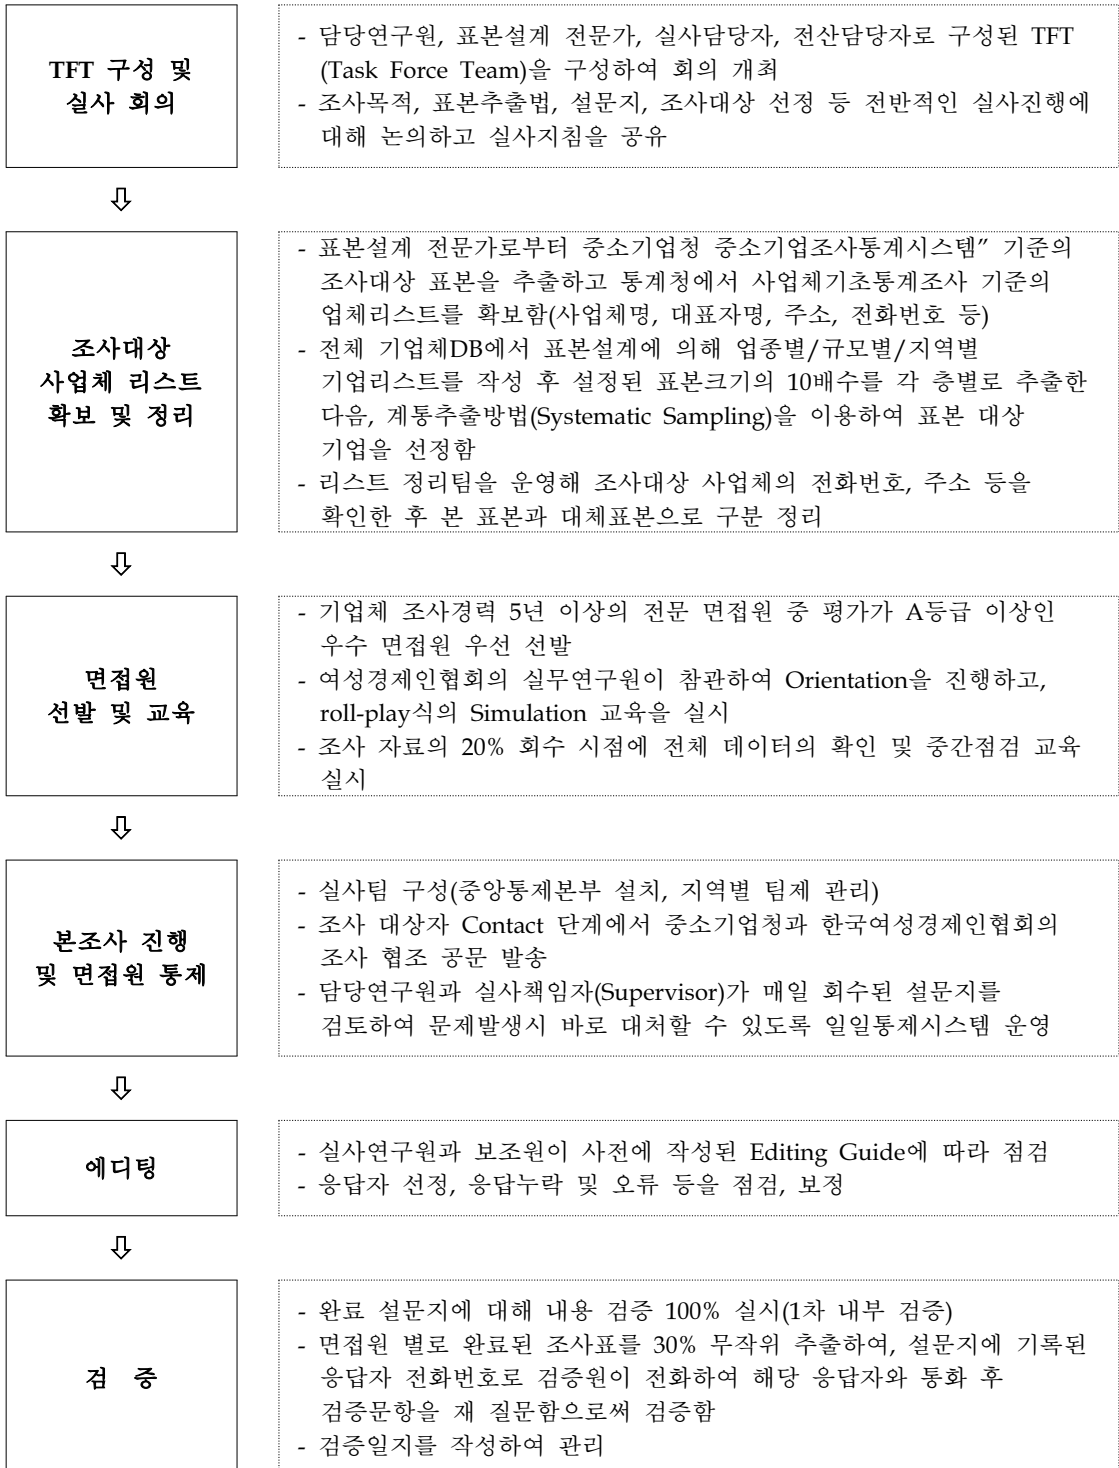 TFT 구성 및
실사 회의
- 담당연구원, 표본설계 전문가, 실사담당자, 전산담당자로 구성된 TFT
(Task Force Team)을 구성하여 회의 개최
- 조사목적, 표본추출법, 설문지, 조사대상 선정 등 전반적인 실사진행에
대해 논의하고 실사지침을 공유
⇩
조사대상
사업체 리스트
확보 및 정리
- 표본설계 전문가로부터 중소기업청 중소기업조사통계시스템" 기준의
조사대상 표본을 추출하고 통계청에서 사업체기초통계조사 기준의
업체리스트를 확보함(사업체명, 대표자명, 주소, 전화번호 등)
- 전체 기업체DB에서 표본설계에 의해 업종별/규모별/지역별
기업리스트를 작성 후 설정된 표본크기의 10배수를 각 층별로 추출한
다음, 계통추출방법(Systematic Sampling)을 이용하여 표본 대상
기업을 선정함
- 리스트 정리팀을 운영해 조사대상 사업체의 전화번호, 주소 등을
확인한 후 본 표본과 대체표본으로 구분 정리
⇩
면접원
선발 및 교육
- 기업체 조사경력 5년 이상의 전문 면접원 중 평가가 A등급 이상인
우수 면접원 우선 선발
- 여성경제인협회의 실무연구원이 참관하여 Orientation을 진행하고,
roll-play식의 Simulation 교육을 실시
- 조사 자료의 20% 회수 시점에 전체 데이터의 확인 및 중간점검 교육
실시
⇩
본조사 진행
및 면접원 통제
- 실사팀 구성(중앙통제본부 설치, 지역별 팀제 관리)
- 조사 대상자 Contact 단계에서 중소기업청과 한국여성경제인협회의
조사 협조 공문 발송
- 담당연구원과 실사책임자(Supervisor)가 매일 회수된 설문지를
검토하여 문제발생시 바로 대처할 수 있도록 일일통제시스템 운영
⇩
에디팅
- 실사연구원과 보조원이 사전에 작성된 Editing Guide에 따라 점검
- 응답자 선정, 응답누락 및 오류 등을 점검, 보정
⇩
검 증
- 완료 설문지에 대해 내용 검증 100% 실시(1차 내부 검증)
- 면접원 별로 완료된 조사표를 30% 무작위 추출하여, 설문지에 기록된
응답자 전화번호로 검증원이 전화하여 해당 응답자와 통화 후
검증문항을 재 질문함으로써 검증함
- 검증일지를 작성하여 관리